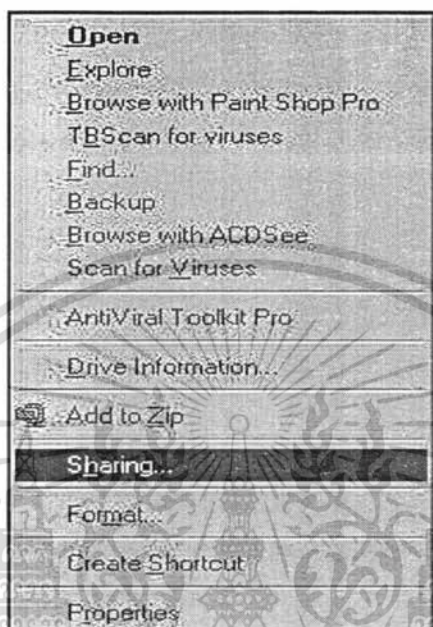 Open
Explore
Browse with Paint Shop Pro
TBScan for viruses
Find...
Backup
Browse with ACDSee
Scan for Viruses
AntiViral Toolkit Pro
Drive Information...
Add to Zip
Sharing...
Format...
Create Shortcut
Properties